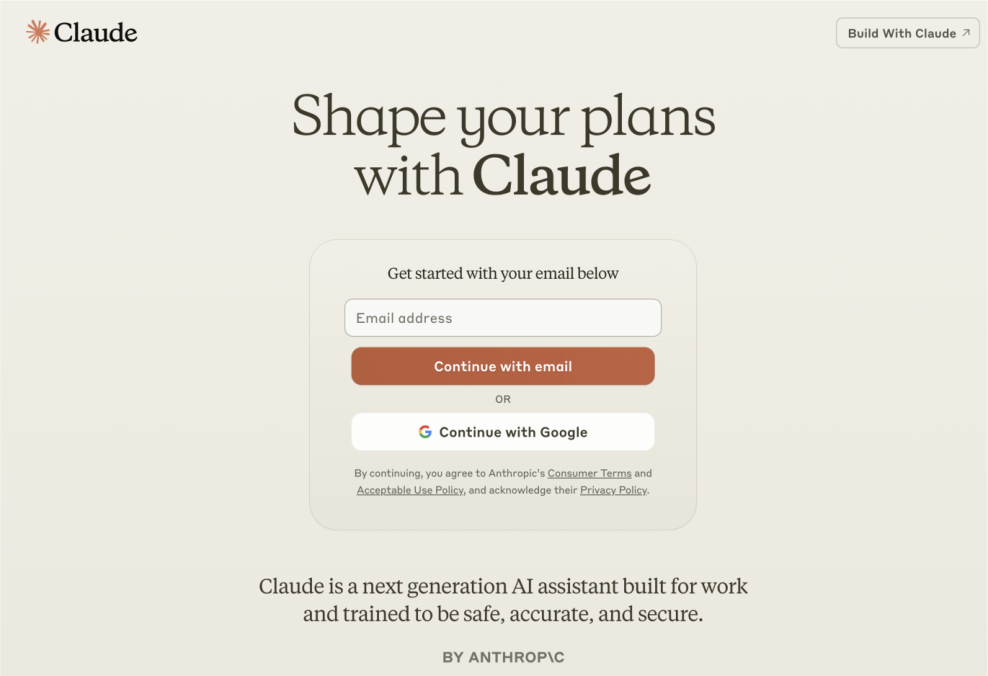 Claude
Build With Claude ↗
Shape your plans
with Claude
Get started with your email below
Email address
Continue with email
OR
Continue with Google
By continuing, you agree to Anthropic's Consumer Terms and
Acceptable Use Policy, and acknowledge their Privacy Policy.
Claude is a next generation AI assistant built for work
and trained to be safe, accurate, and secure.
BY ANTHROP\C